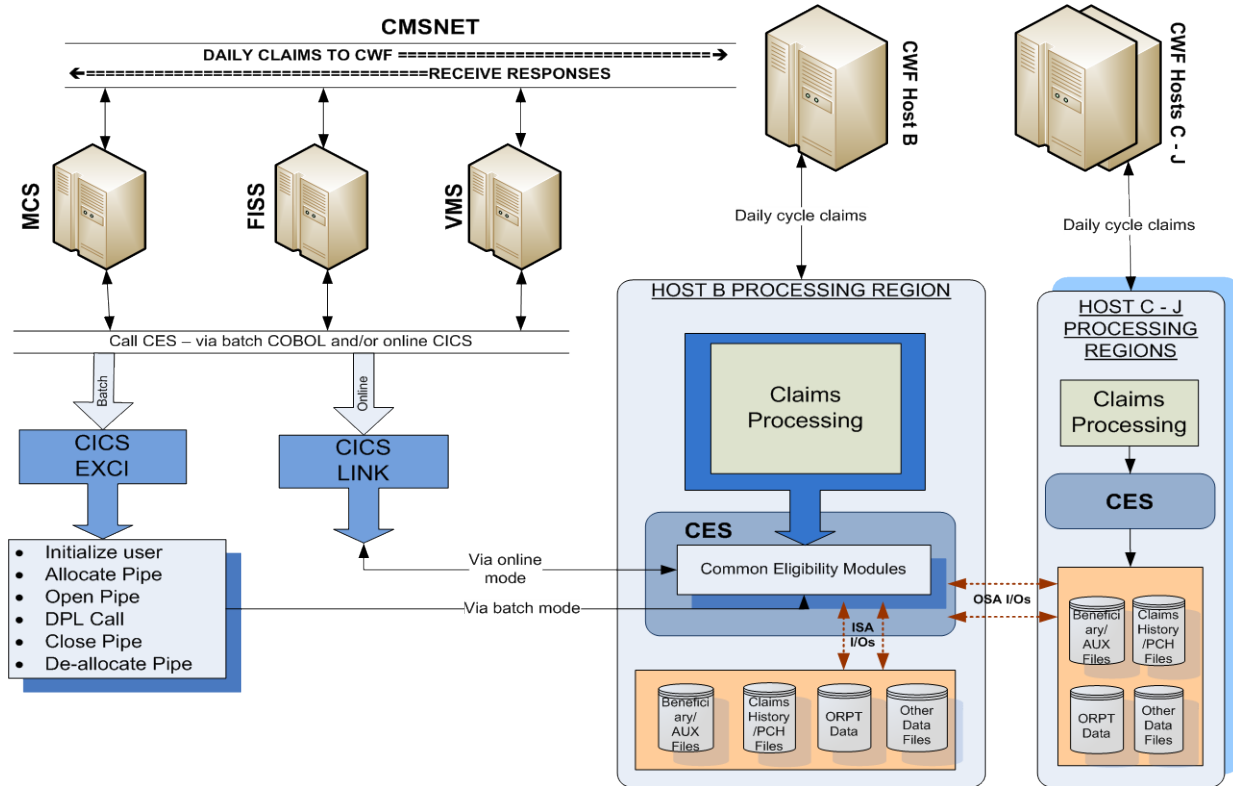 CMSNET
DAILY CLAIMS TO CWF ==========================➔
🡨===================================RECEIVE RESPONSES
CWF Host B
CWF Hosts C - J
MCS
FISS
VMS
Daily cycle claims
Daily cycle claims
Call CES – via batch COBOL and/or online CICS
Batch
Online
CICS
EXCI
CICS
LINK
• Initialize user
• Allocate Pipe
• Open Pipe
• DPL Call
• Close Pipe
• De-allocate Pipe
Via online
mode
Via batch mode
HOST B PROCESSING REGION
Claims
Processing
CES
Common Eligibility Modules
ISA
I/Os
OSA I/Os
Benefici
ary/
AUX
Files
Claims
History
/PCH
Files
ORPT
Data
Other
Data
Files
HOST C - J
PROCESSING
REGIONS
Claims
Processing
CES
Benefici
ary/
AUX
Files
Claims
History
/PCH
Files
ORPT
Data
Other
Data
Files